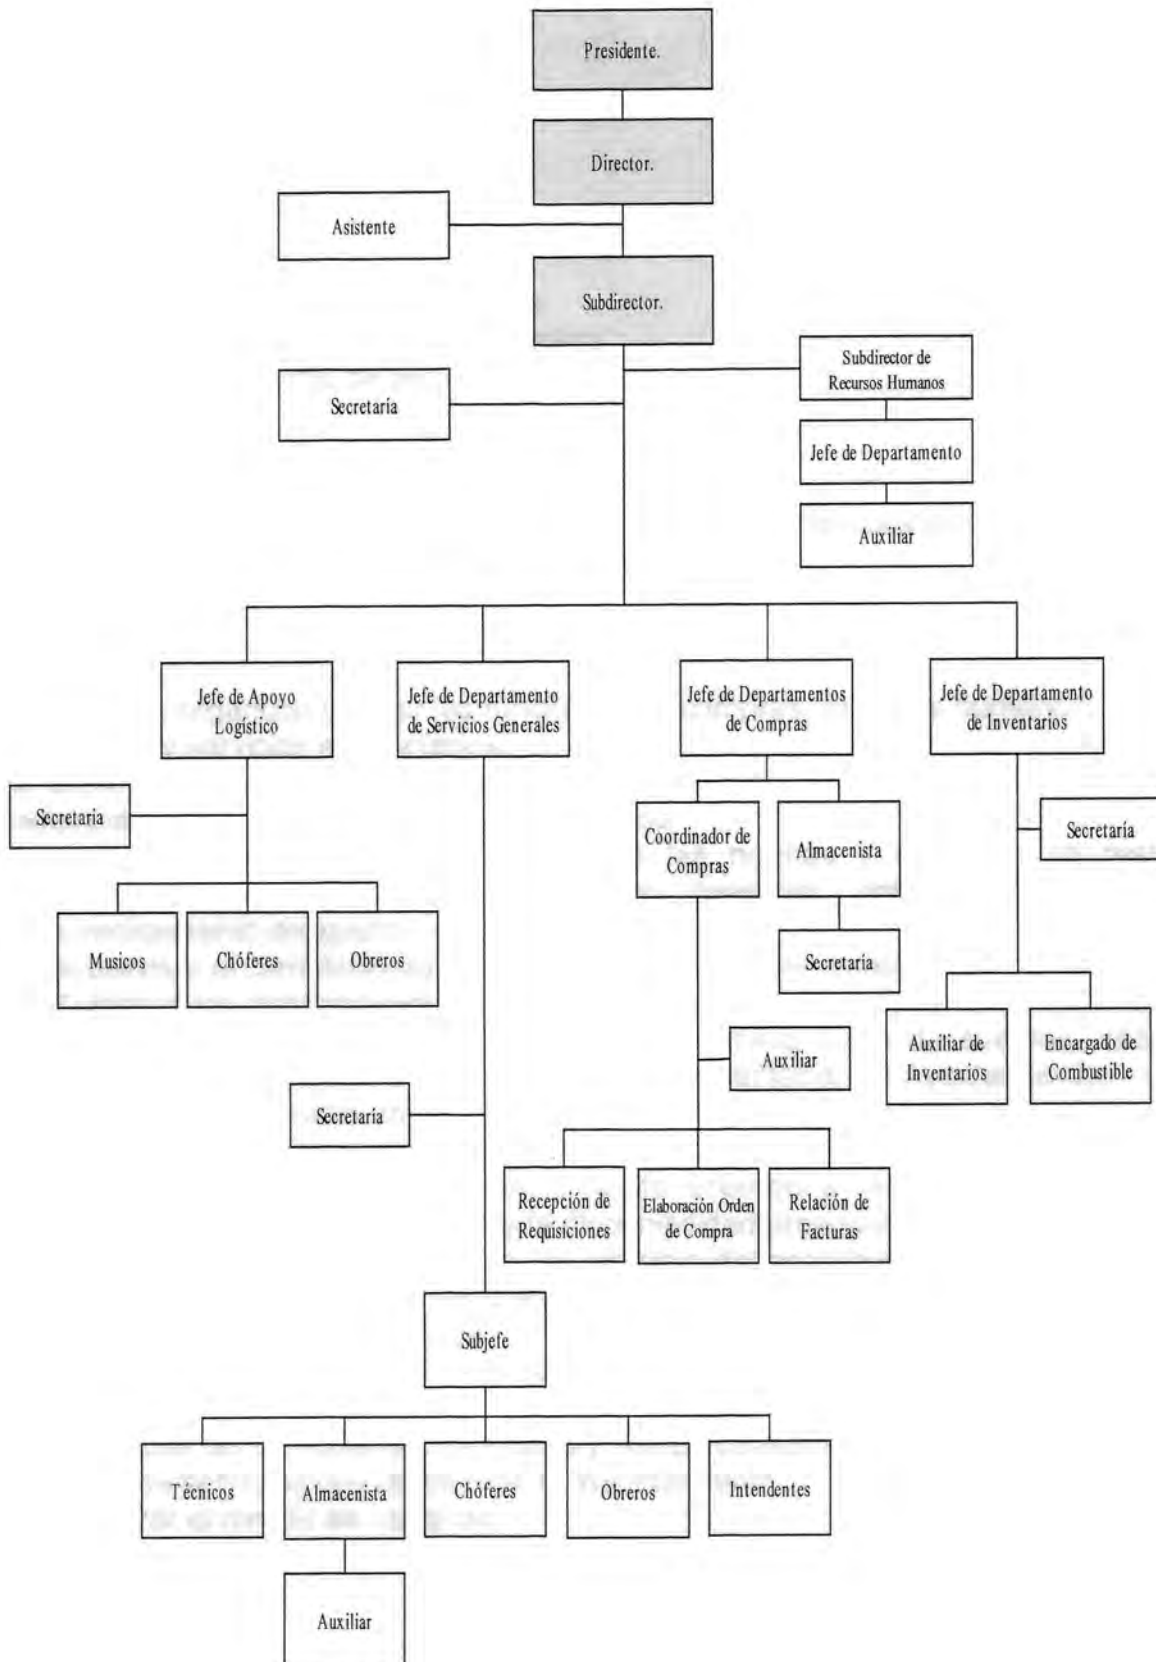 Presidente.
Director.
Asistente
Subdirector.
Subdirector de
Recursos Humanos
Secretaría
Jefe de Departamento
Auxiliar
Jefe de Apoyo
Logístico
Jefe de Departamento
de Servicios Generales
Jefe de Departamentos
de Compras
Jefe de Departamento
de Inventarios
Secretaria
Coordinador de
Compras
Almacenista
Secretaría
Musicos
Chóferes
Obreros
Secretaría
Auxiliar de
Inventarios
Encargado de
Combustible
Auxiliar
Secretaría
Recepción de
Requisiciones
Elaboración Orden
de Compra
Relación de
Facturas
Subjefe
Técnicos
Almacenista
Chóferes
Obreros
Intendentes
Auxiliar